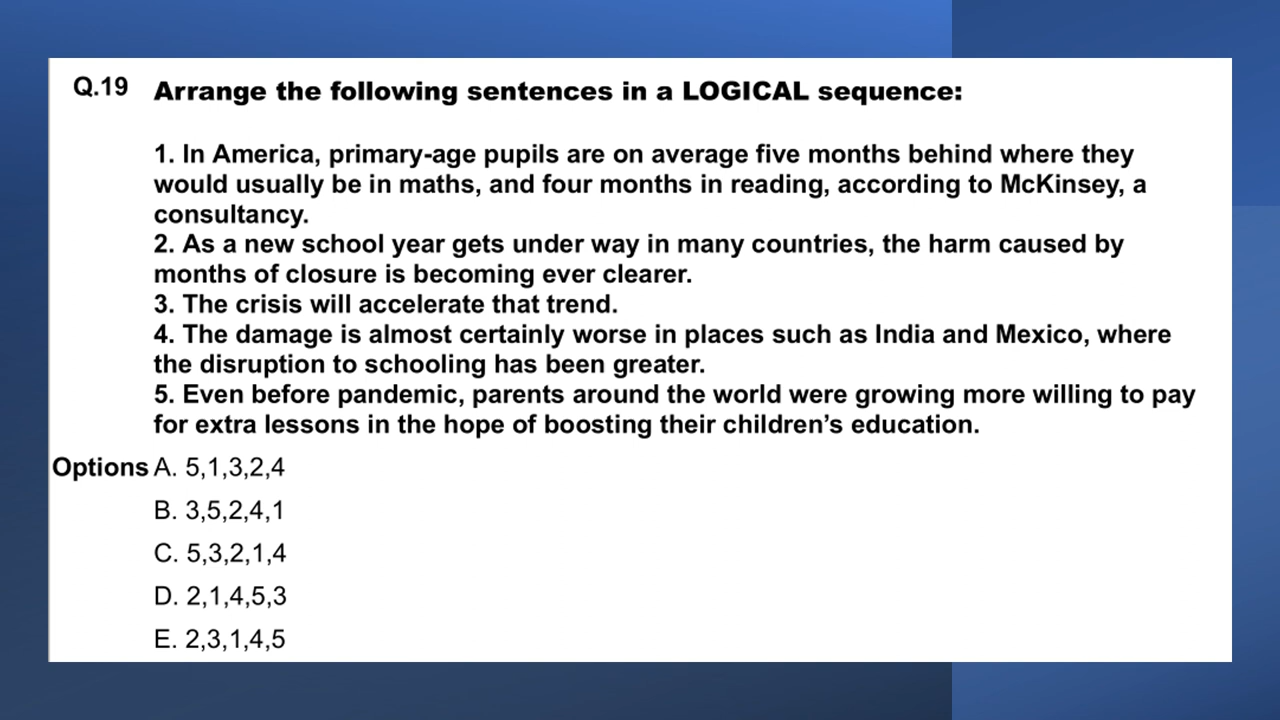 Q.19 Arrange the following sentences in a LOGICAL sequence:
1. In America, primary-age pupils are on average five months behind where they
would usually be in maths, and four months in reading, according to McKinsey, a
consultancy.
2. As a new school year gets under way in many countries, the harm caused by
months of closure is becoming ever clearer.
3. The crisis will accelerate that trend.
4. The damage is almost certainly worse in places such as India and Mexico, where
the disruption to schooling has been greater.
5. Even before pandemic, parents around the world were growing more willing to pay
for extra lessons in the hope of boosting their children’s education.
Options A. 5,1,3,2,4
B. 3,5,2,4,1
C. 5,3,2,1,4
D. 2,1,4,5,3
E. 2,3,1,4,5